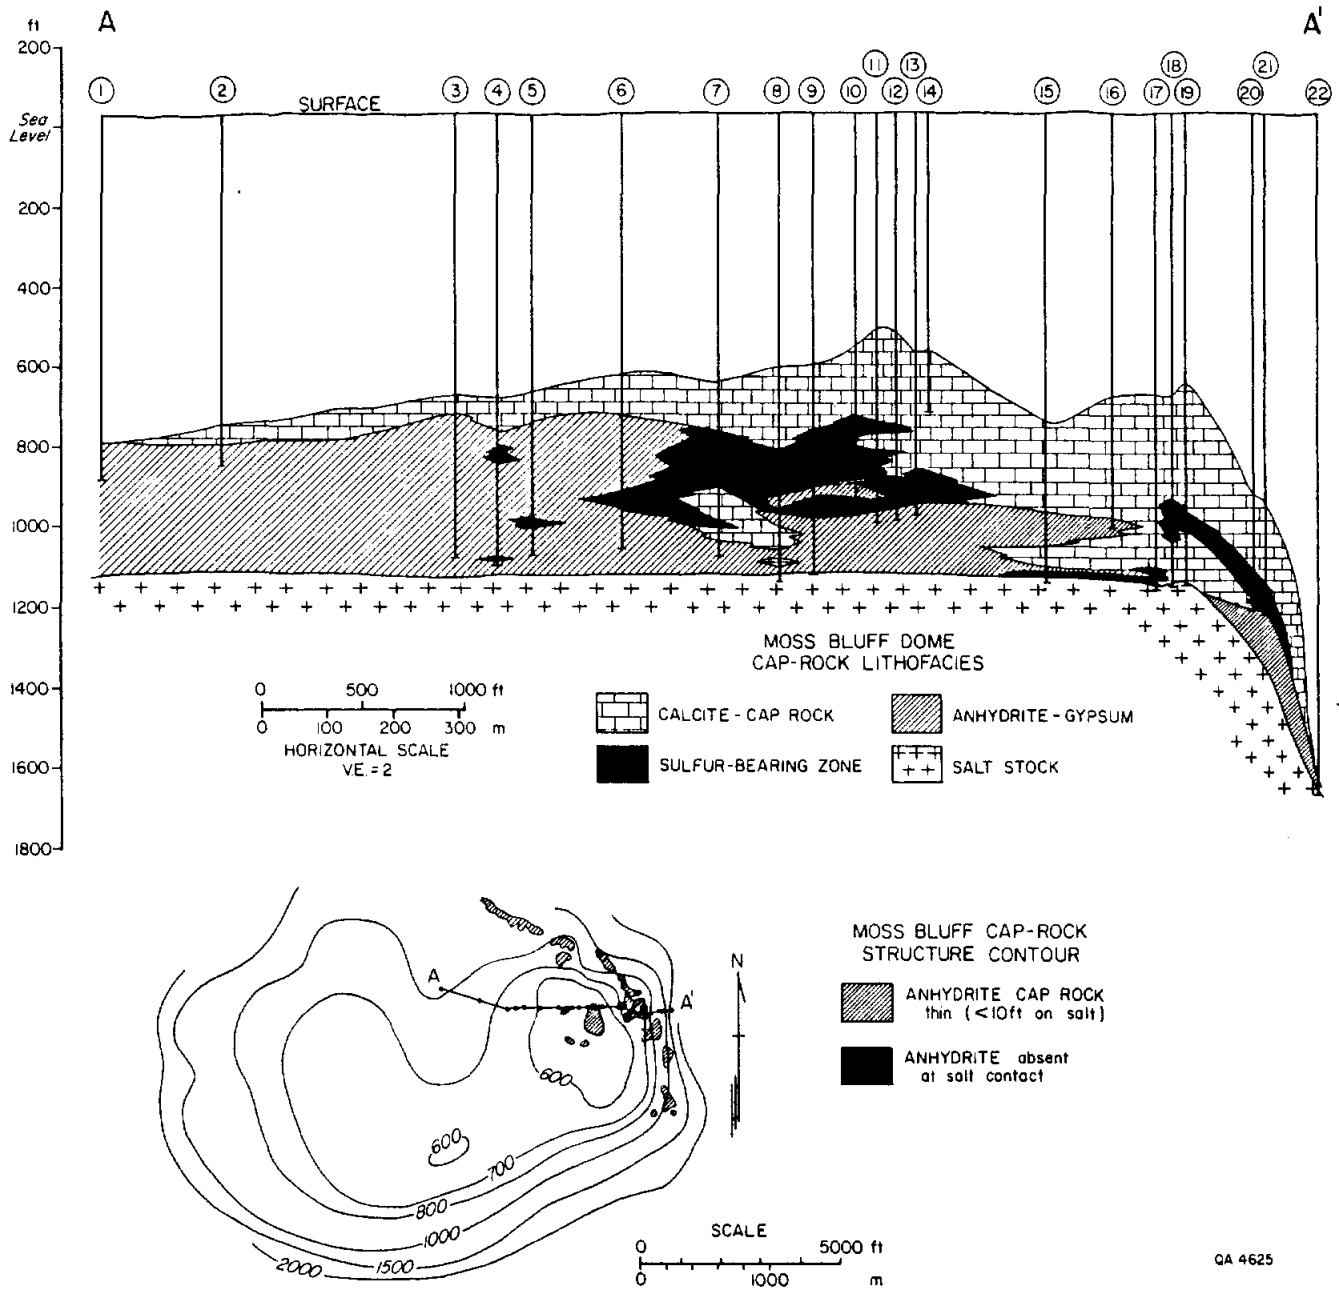 A
A'
ft
200
Sea
Level
200
400
600
800
1000
1200
1400
1600
1800
SURFACE
1
2
3
4
5
6
7
8
9
10
11
12
13
14
15
16
17
18
19
20
21
22
0 500 1000 ft
0 100 200 300 m
HORIZONTAL SCALE
V.E. = 2
MOSS BLUFF DOME
CAP-ROCK LITHOFACIES
CALCITE-CAP ROCK
ANHYDRITE-GYPSUM
SULFUR-BEARING ZONE
SALT STOCK
A
A'
N
600
600
700
800
1000
1500
2000
MOSS BLUFF CAP-ROCK
STRUCTURE CONTOUR
ANHYDRITE CAP ROCK
thin (<10ft on salt)
ANHYDRITE absent
at salt contact
SCALE
0 5000 ft
0 1000 m
QA 4625